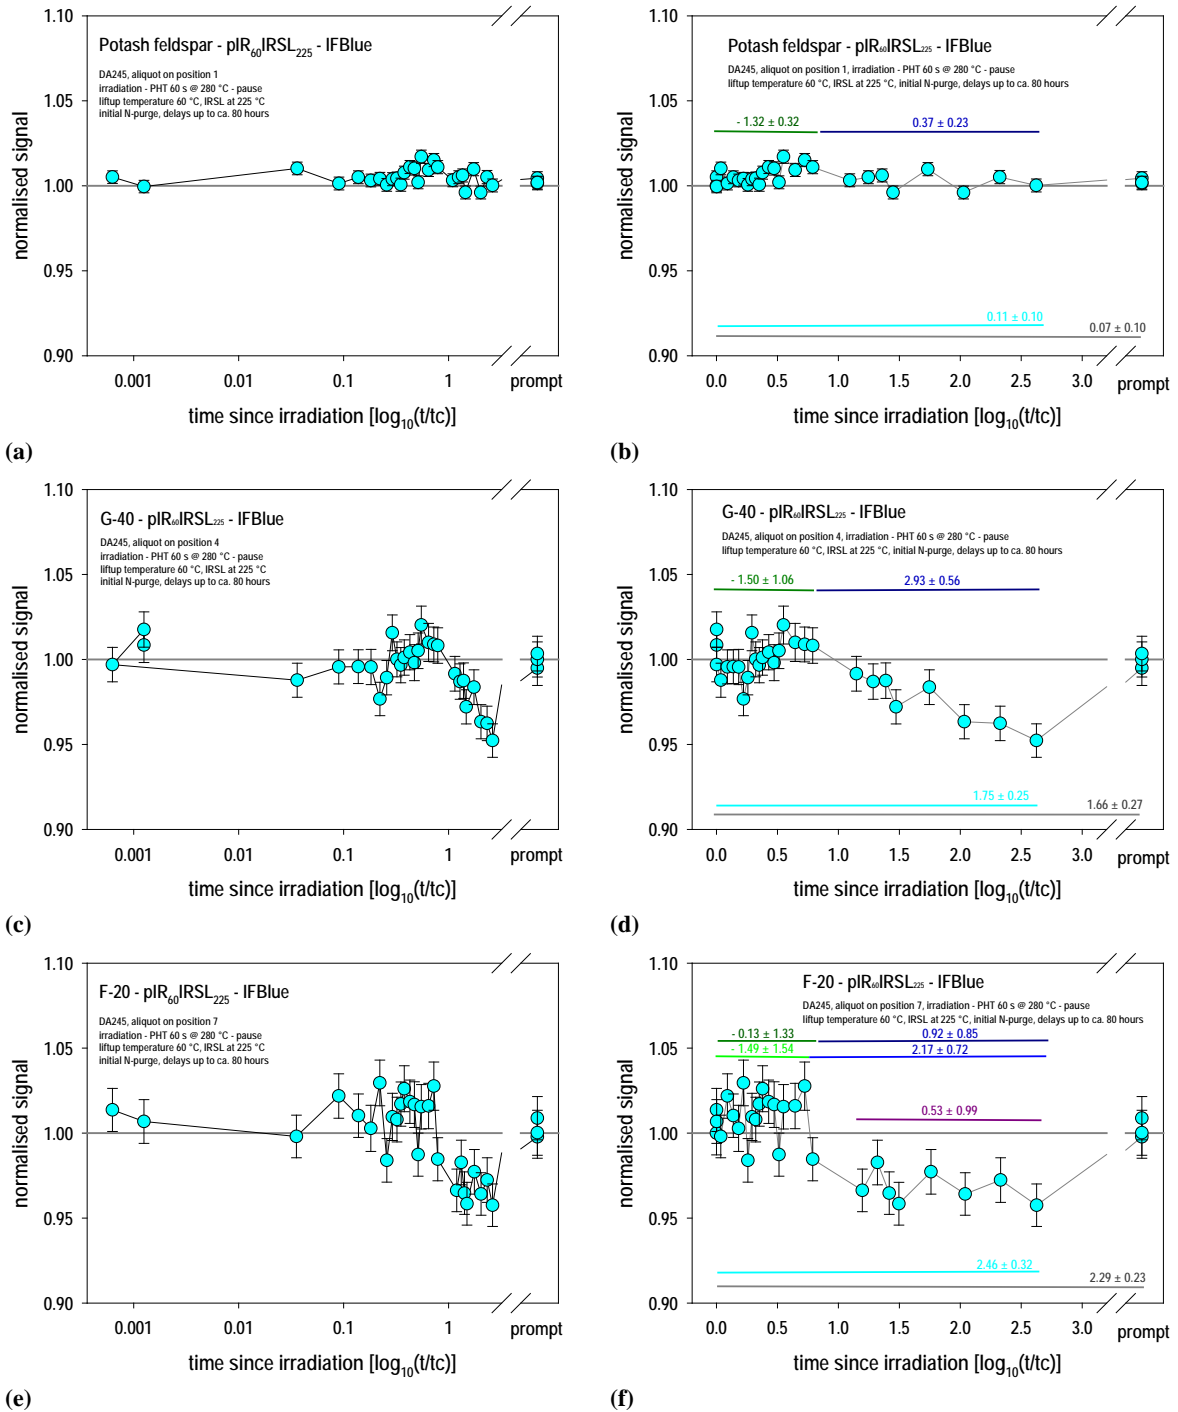 Potash feldspar - pIR60IRSL225 - IFBlue
DA245, aliquot on position 1
irradiation - PHT 60 s @ 280 °C - pause
liftup temperature 60 °C, IRSL at 225 °C
initial N-purge, delays up to ca. 80 hours
normalised signal
1.10
1.05
1.00
0.95
0.90
0.001
0.01
0.1
1
prompt
time since irradiation [log10(t/tc)]
(a)
Potash feldspar - pIR60IRSL225 - IFBlue
DA245, aliquot on position 1, irradiation - PHT 60 s @ 280 °C - pause
liftup temperature 60 °C, IRSL at 225 °C, initial N-purge, delays up to ca. 80 hours
- 1.32 ± 0.32
0.37 ± 0.23
0.11 ± 0.10
0.07 ± 0.10
normalised signal
1.10
1.05
1.00
0.95
0.90
0.0
0.5
1.0
1.5
2.0
2.5
3.0
prompt
time since irradiation [log10(t/tc)]
(b)
G-40 - pIR60IRSL225 - IFBlue
DA245, aliquot on position 4
irradiation - PHT 60 s @ 280 °C - pause
liftup temperature 60 °C, IRSL at 225 °C
initial N-purge, delays up to ca. 80 hours
normalised signal
1.10
1.05
1.00
0.95
0.90
0.001
0.01
0.1
1
prompt
time since irradiation [log10(t/tc)]
(c)
G-40 - pIR60IRSL225 - IFBlue
DA245, aliquot on position 4, irradiation - PHT 60 s @ 280 °C - pause
liftup temperature 60 °C, IRSL at 225 °C, initial N-purge, delays up to ca. 80 hours
- 1.50 ± 1.06
2.93 ± 0.56
1.75 ± 0.25
1.66 ± 0.27
normalised signal
1.10
1.05
1.00
0.95
0.90
0.0
0.5
1.0
1.5
2.0
2.5
3.0
prompt
time since irradiation [log10(t/tc)]
(d)
F-20 - pIR60IRSL225 - IFBlue
DA245, aliquot on position 7
irradiation - PHT 60 s @ 280 °C - pause
liftup temperature 60 °C, IRSL at 225 °C
initial N-purge, delays up to ca. 80 hours
normalised signal
1.10
1.05
1.00
0.95
0.90
0.001
0.01
0.1
1
prompt
time since irradiation [log10(t/tc)]
(e)
F-20 - pIR60IRSL225 - IFBlue
DA245, aliquot on position 7, irradiation - PHT 60 s @ 280 °C - pause
liftup temperature 60 °C, IRSL at 225 °C, initial N-purge, delays up to ca. 80 hours
- 0.13 ± 1.33
0.92 ± 0.85
- 1.49 ± 1.54
2.17 ± 0.72
0.53 ± 0.99
2.46 ± 0.32
2.29 ± 0.23
normalised signal
1.10
1.05
1.00
0.95
0.90
0.0
0.5
1.0
1.5
2.0
2.5
3.0
prompt
time since irradiation [log10(t/tc)]
(f)